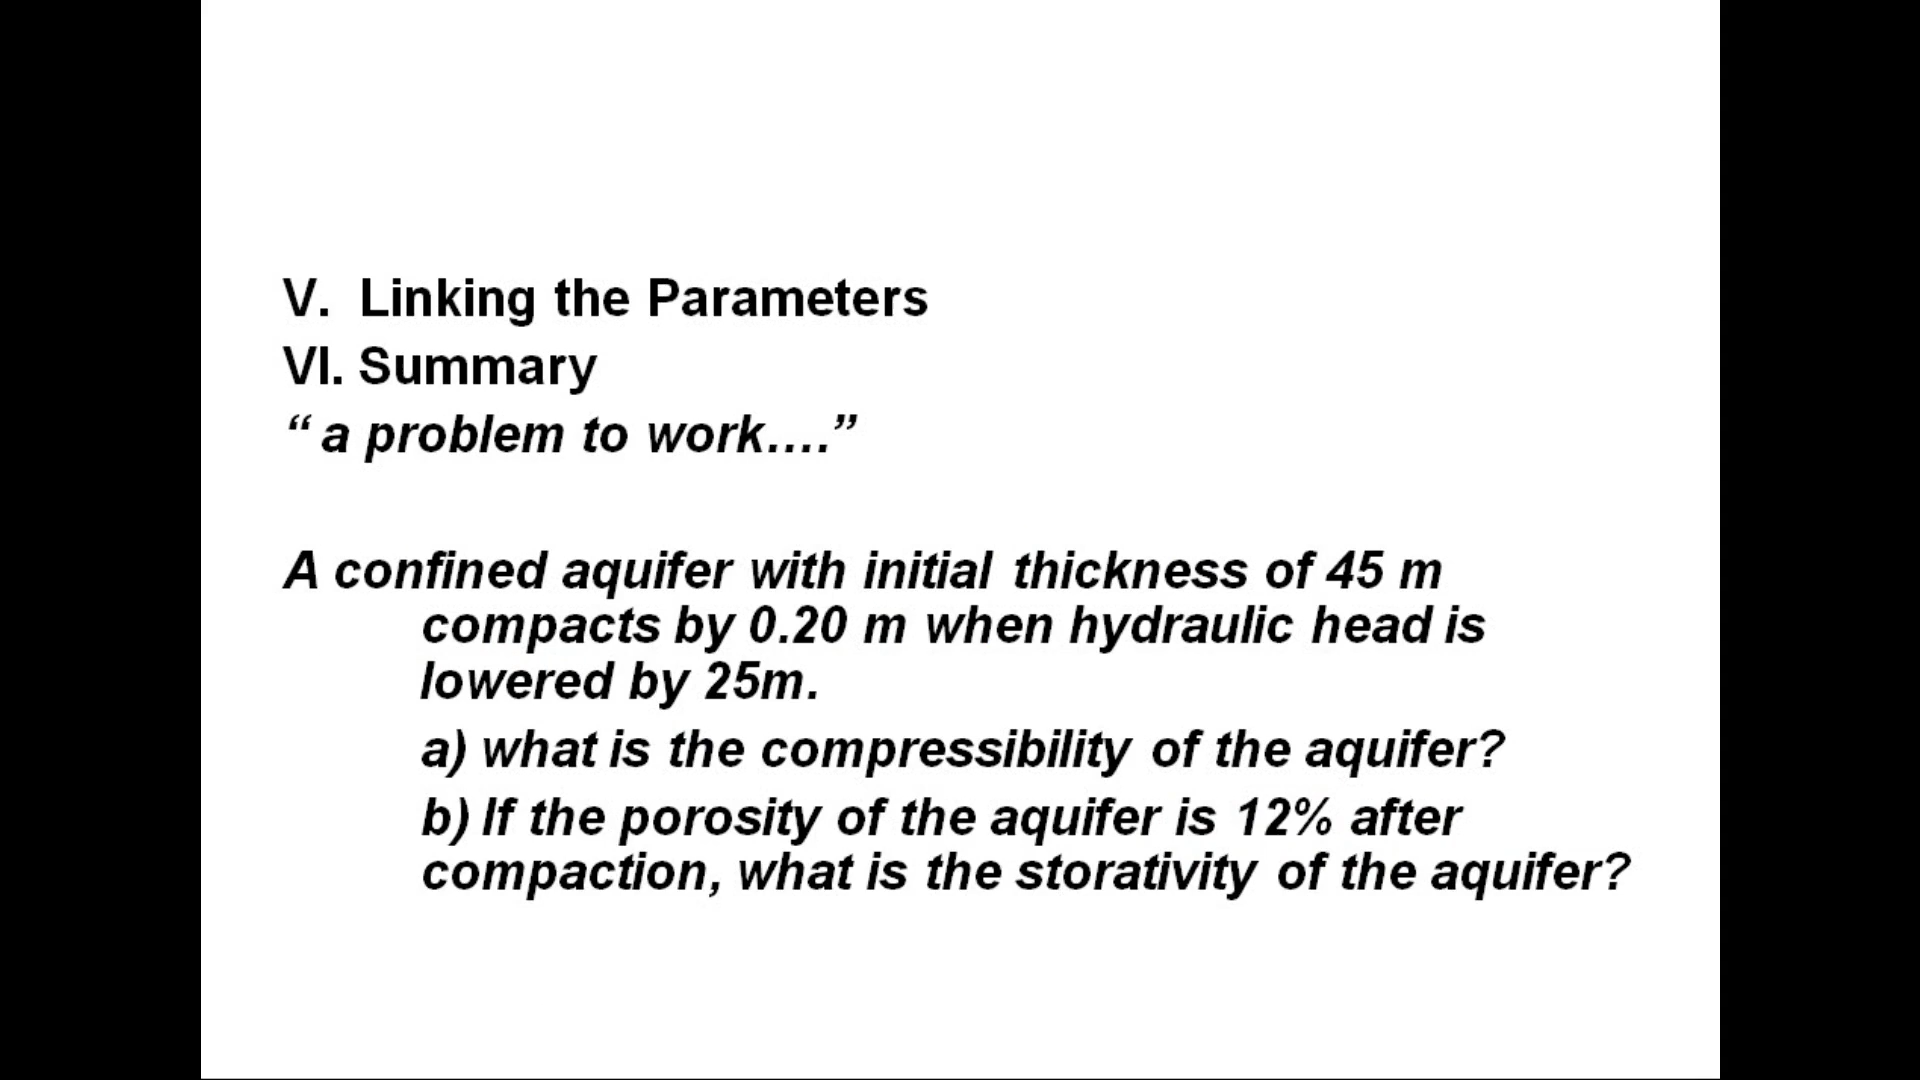 V. Linking the Parameters
VI. Summary
“ a problem to work….”
A confined aquifer with initial thickness of 45 m
compacts by 0.20 m when hydraulic head is
lowered by 25m.
a) what is the compressibility of the aquifer?
b) If the porosity of the aquifer is 12% after
compaction, what is the storativity of the aquifer?